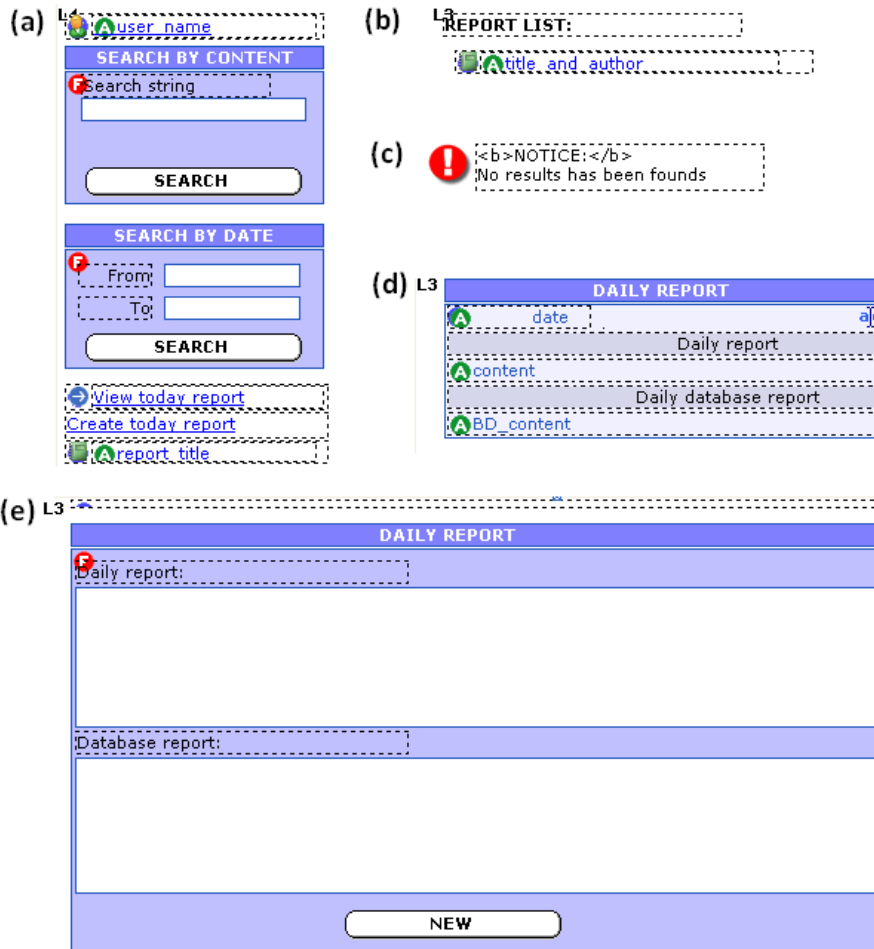 (a) L4
A user_name
SEARCH BY CONTENT
F Search string
SEARCH
SEARCH BY DATE
F
From
To
SEARCH
View today report
Create today report
A report_title
(b) L3
REPORT LIST:
A title_and_author
(c) ! <b>NOTICE:</b>
No results has been founds
(d) L3
DAILY REPORT
A date
Daily report
A content
Daily database report
A BD_content
(e) L3
DAILY REPORT
F
Daily report:
Database report:
NEW